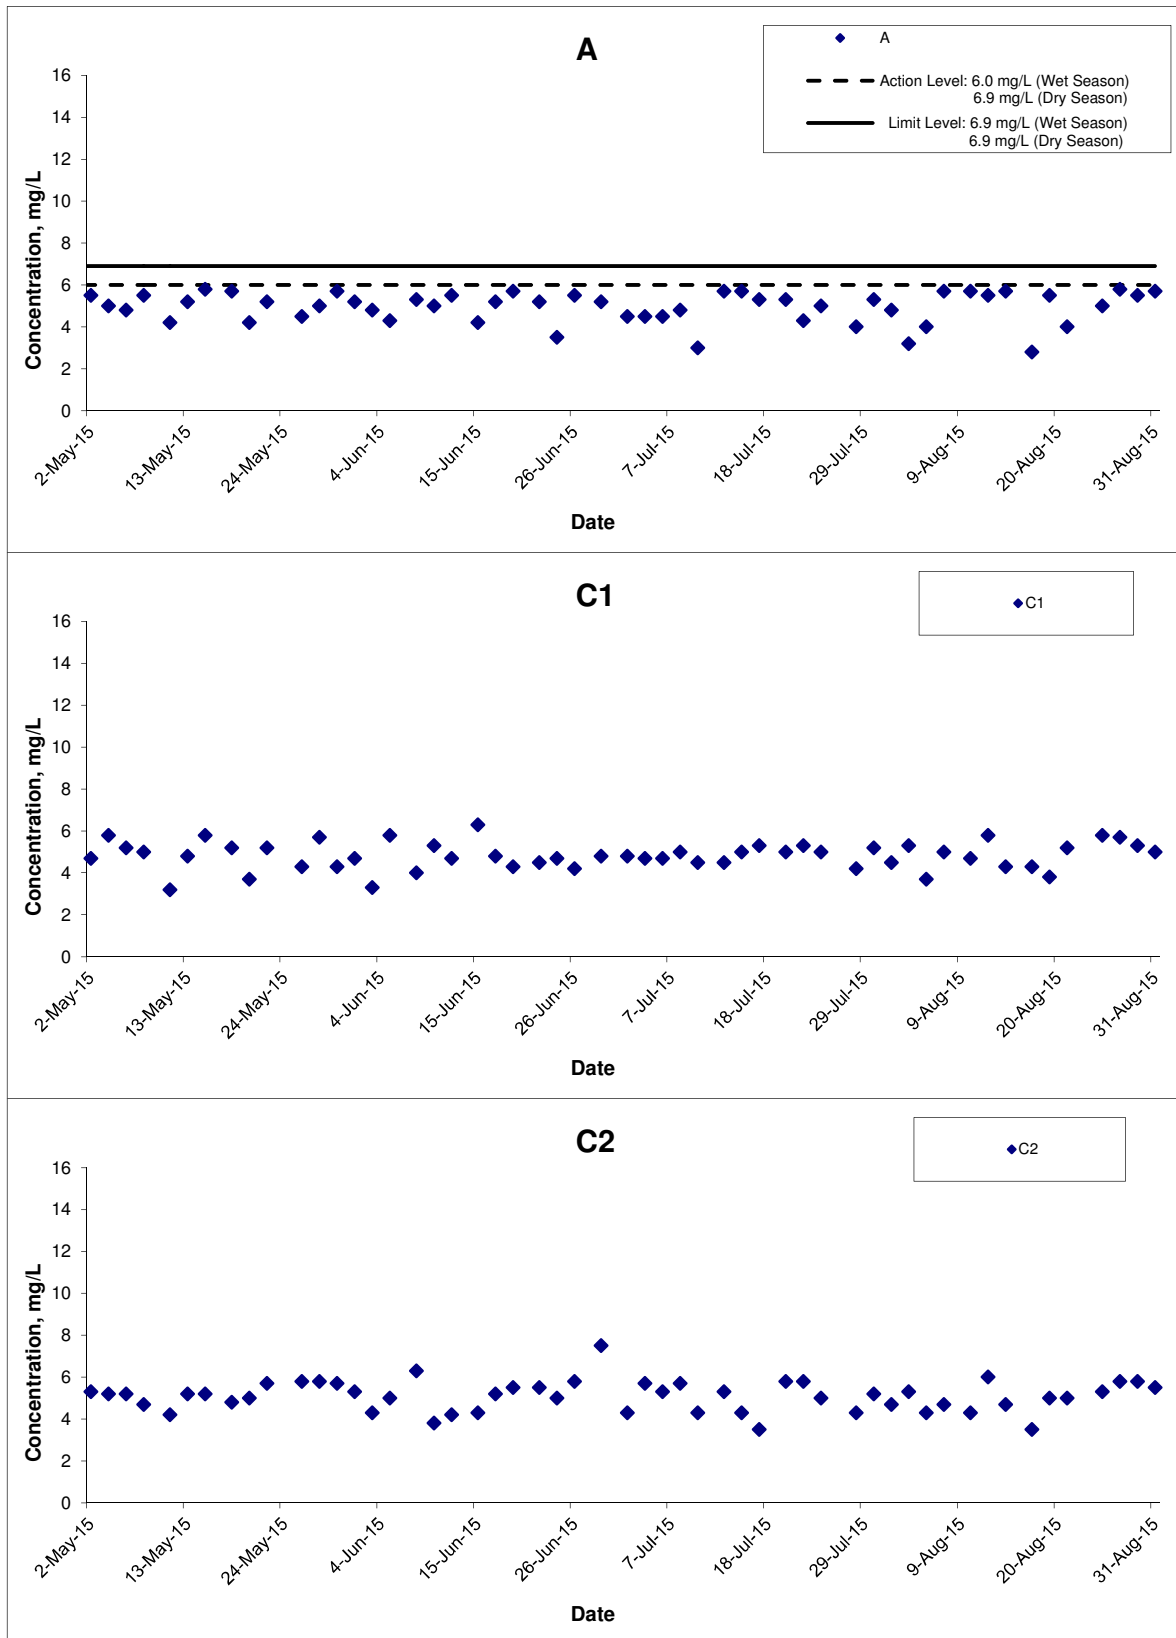 A
A
Action Level: 6.0 mg/L (Wet Season)
6.9 mg/L (Dry Season)
Limit Level: 6.9 mg/L (Wet Season)
6.9 mg/L (Dry Season)
Concentration, mg/L
16
14
12
10
8
6
4
2
0
2-May-15
13-May-15
24-May-15
4-Jun-15
15-Jun-15
26-Jun-15
7-Jul-15
18-Jul-15
29-Jul-15
9-Aug-15
20-Aug-15
31-Aug-15
Date
C1
C1
Concentration, mg/L
16
14
12
10
8
6
4
2
0
2-May-15
13-May-15
24-May-15
4-Jun-15
15-Jun-15
26-Jun-15
7-Jul-15
18-Jul-15
29-Jul-15
9-Aug-15
20-Aug-15
31-Aug-15
Date
C2
C2
Concentration, mg/L
16
14
12
10
8
6
4
2
0
2-May-15
13-May-15
24-May-15
4-Jun-15
15-Jun-15
26-Jun-15
7-Jul-15
18-Jul-15
29-Jul-15
9-Aug-15
20-Aug-15
31-Aug-15
Date